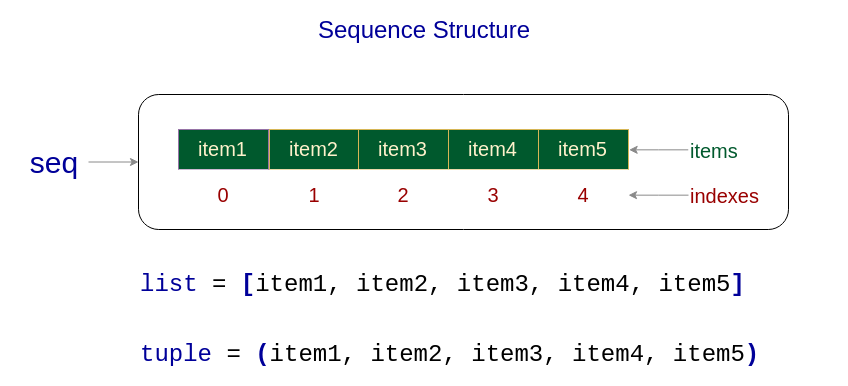 Sequence Structure
seq
item1 item2 item3 item4 item5
items
0 1 2 3 4
indexes
list = [item1, item2, item3, item4, item5]
tuple = (item1, item2, item3, item4, item5)